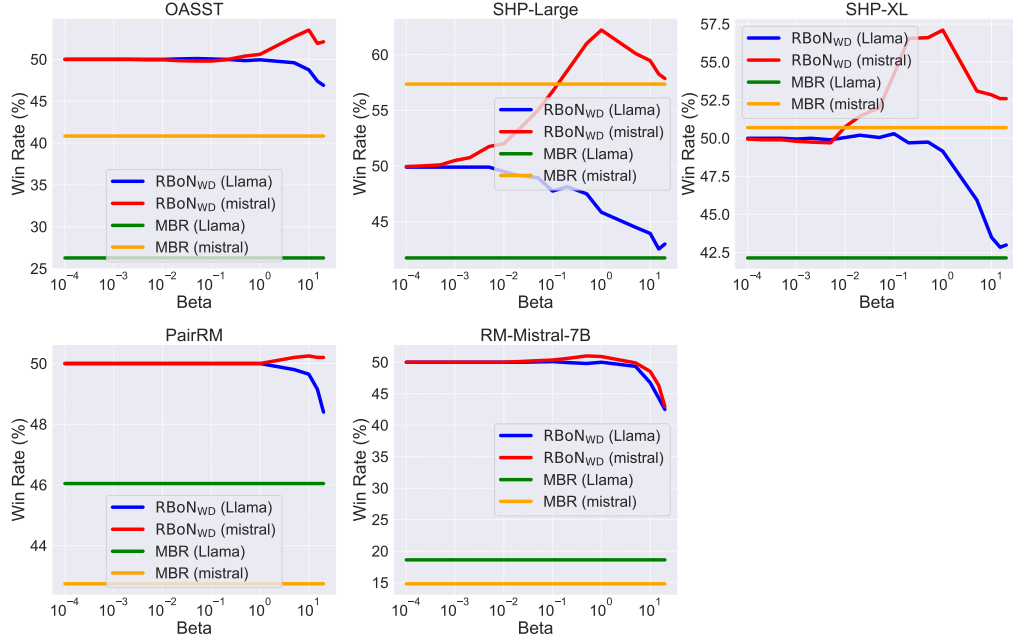 OASST
Win Rate (%)
50
45
40
35
30
25
RBoN_WD (Llama)
RBoN_WD (mistral)
MBR (Llama)
MBR (mistral)
10^−4 10^−3 10^−2 10^−1 10^0 10^1
Beta
SHP-Large
Win Rate (%)
60
55
50
45
RBoN_WD (Llama)
RBoN_WD (mistral)
MBR (Llama)
MBR (mistral)
10^−4 10^−3 10^−2 10^−1 10^0 10^1
Beta
SHP-XL
Win Rate (%)
57.5
55.0
52.5
50.0
47.5
45.0
42.5
RBoN_WD (Llama)
RBoN_WD (mistral)
MBR (Llama)
MBR (mistral)
10^−4 10^−3 10^−2 10^−1 10^0 10^1
Beta
PairRM
Win Rate (%)
50
48
46
44
RBoN_WD (Llama)
RBoN_WD (mistral)
MBR (Llama)
MBR (mistral)
10^−4 10^−3 10^−2 10^−1 10^0 10^1
Beta
RM-Mistral-7B
Win Rate (%)
50
45
40
35
30
25
20
15
RBoN_WD (Llama)
RBoN_WD (mistral)
MBR (Llama)
MBR (mistral)
10^−4 10^−3 10^−2 10^−1 10^0 10^1
Beta